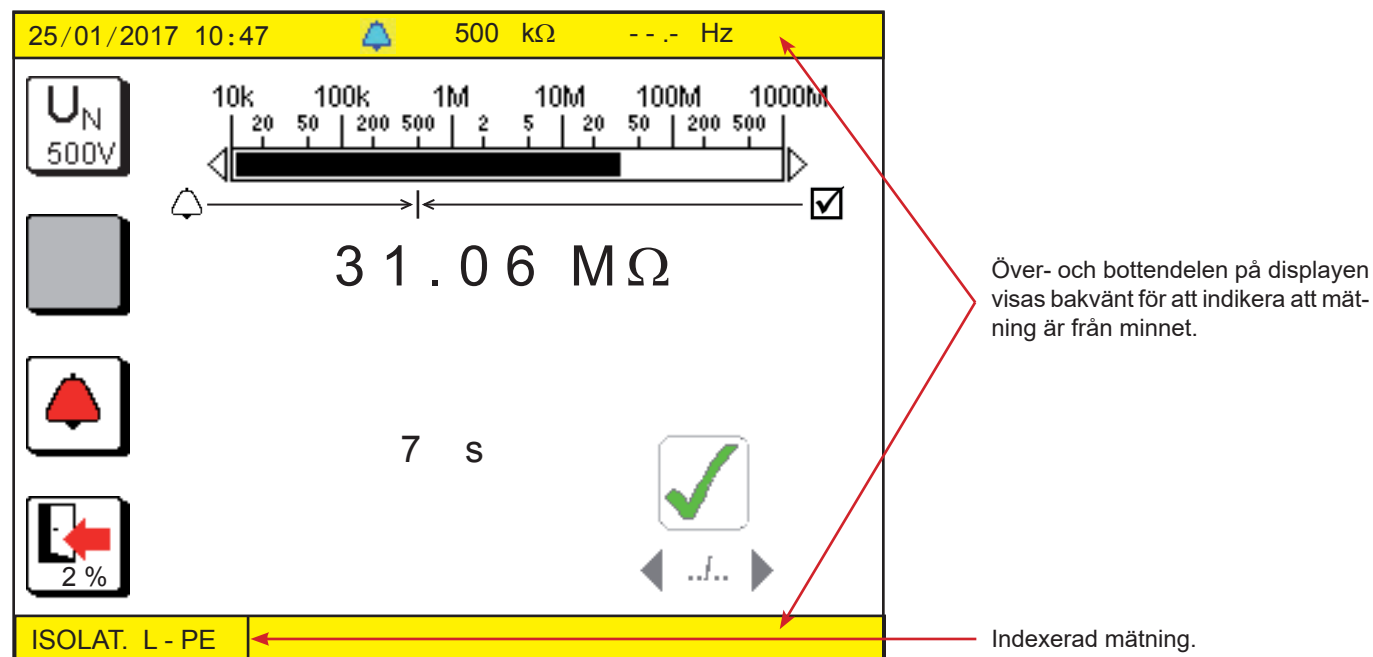 25/01/2017 10:47 500 kΩ - - .- Hz
U_N
500V
10k 100k 1M 10M 100M 1000M
20 50 200 500 2 5 20 50 200 500
31.06 MΩ
7 s
2 %
../..
ISOLAT. L - PE
Över- och bottendelen på displayen
visas bakvänt för att indikera att mät-
ning är från minnet.
Indexerad mätning.